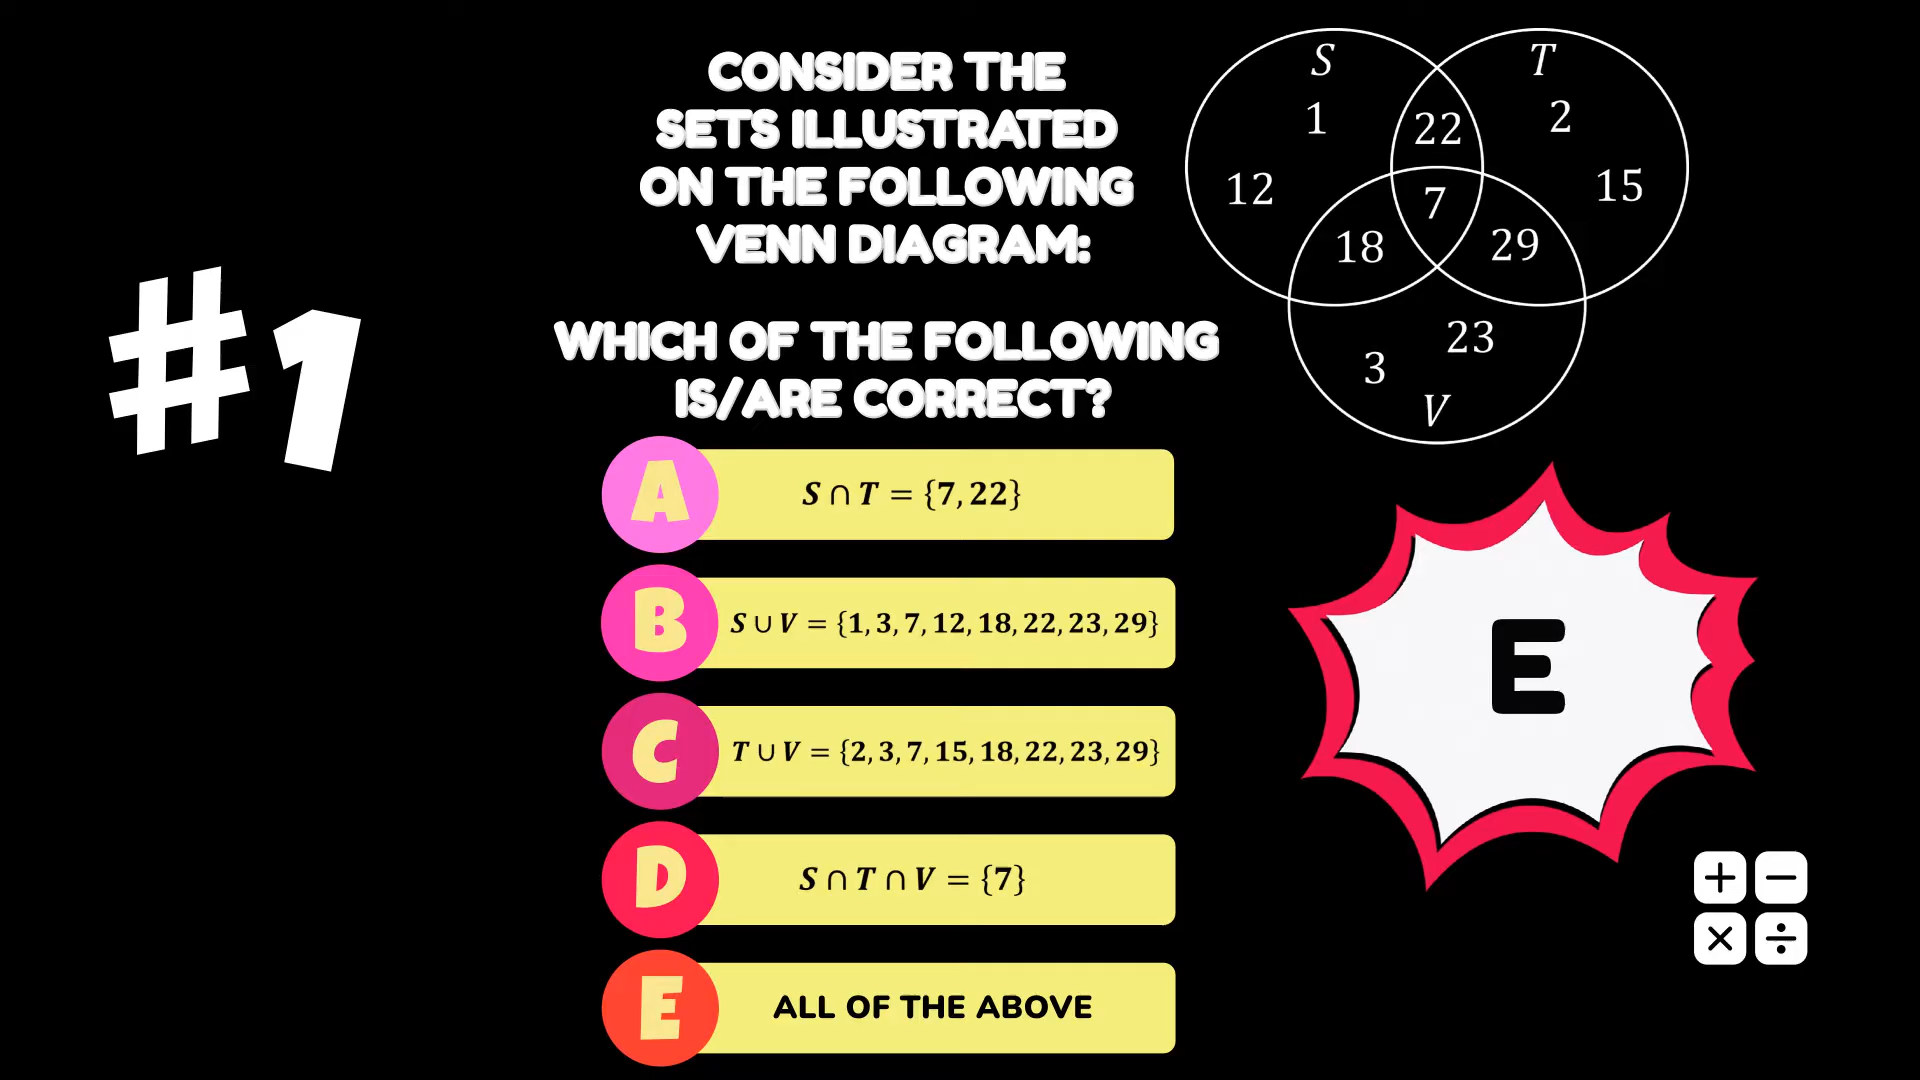 #1
CONSIDER THE
SETS ILLUSTRATED
ON THE FOLLOWING
VENN DIAGRAM:
WHICH OF THE FOLLOWING
IS/ARE CORRECT?
S T
1 22 2
12 7 15
18 29
3 23
V
A S ∩ T = {7, 22}
B S ∪ V = {1, 3, 7, 12, 18, 22, 23, 29}
C T ∪ V = {2, 3, 7, 15, 18, 22, 23, 29}
D S ∩ T ∩ V = {7}
E ALL OF THE ABOVE
E
+ −
× ÷